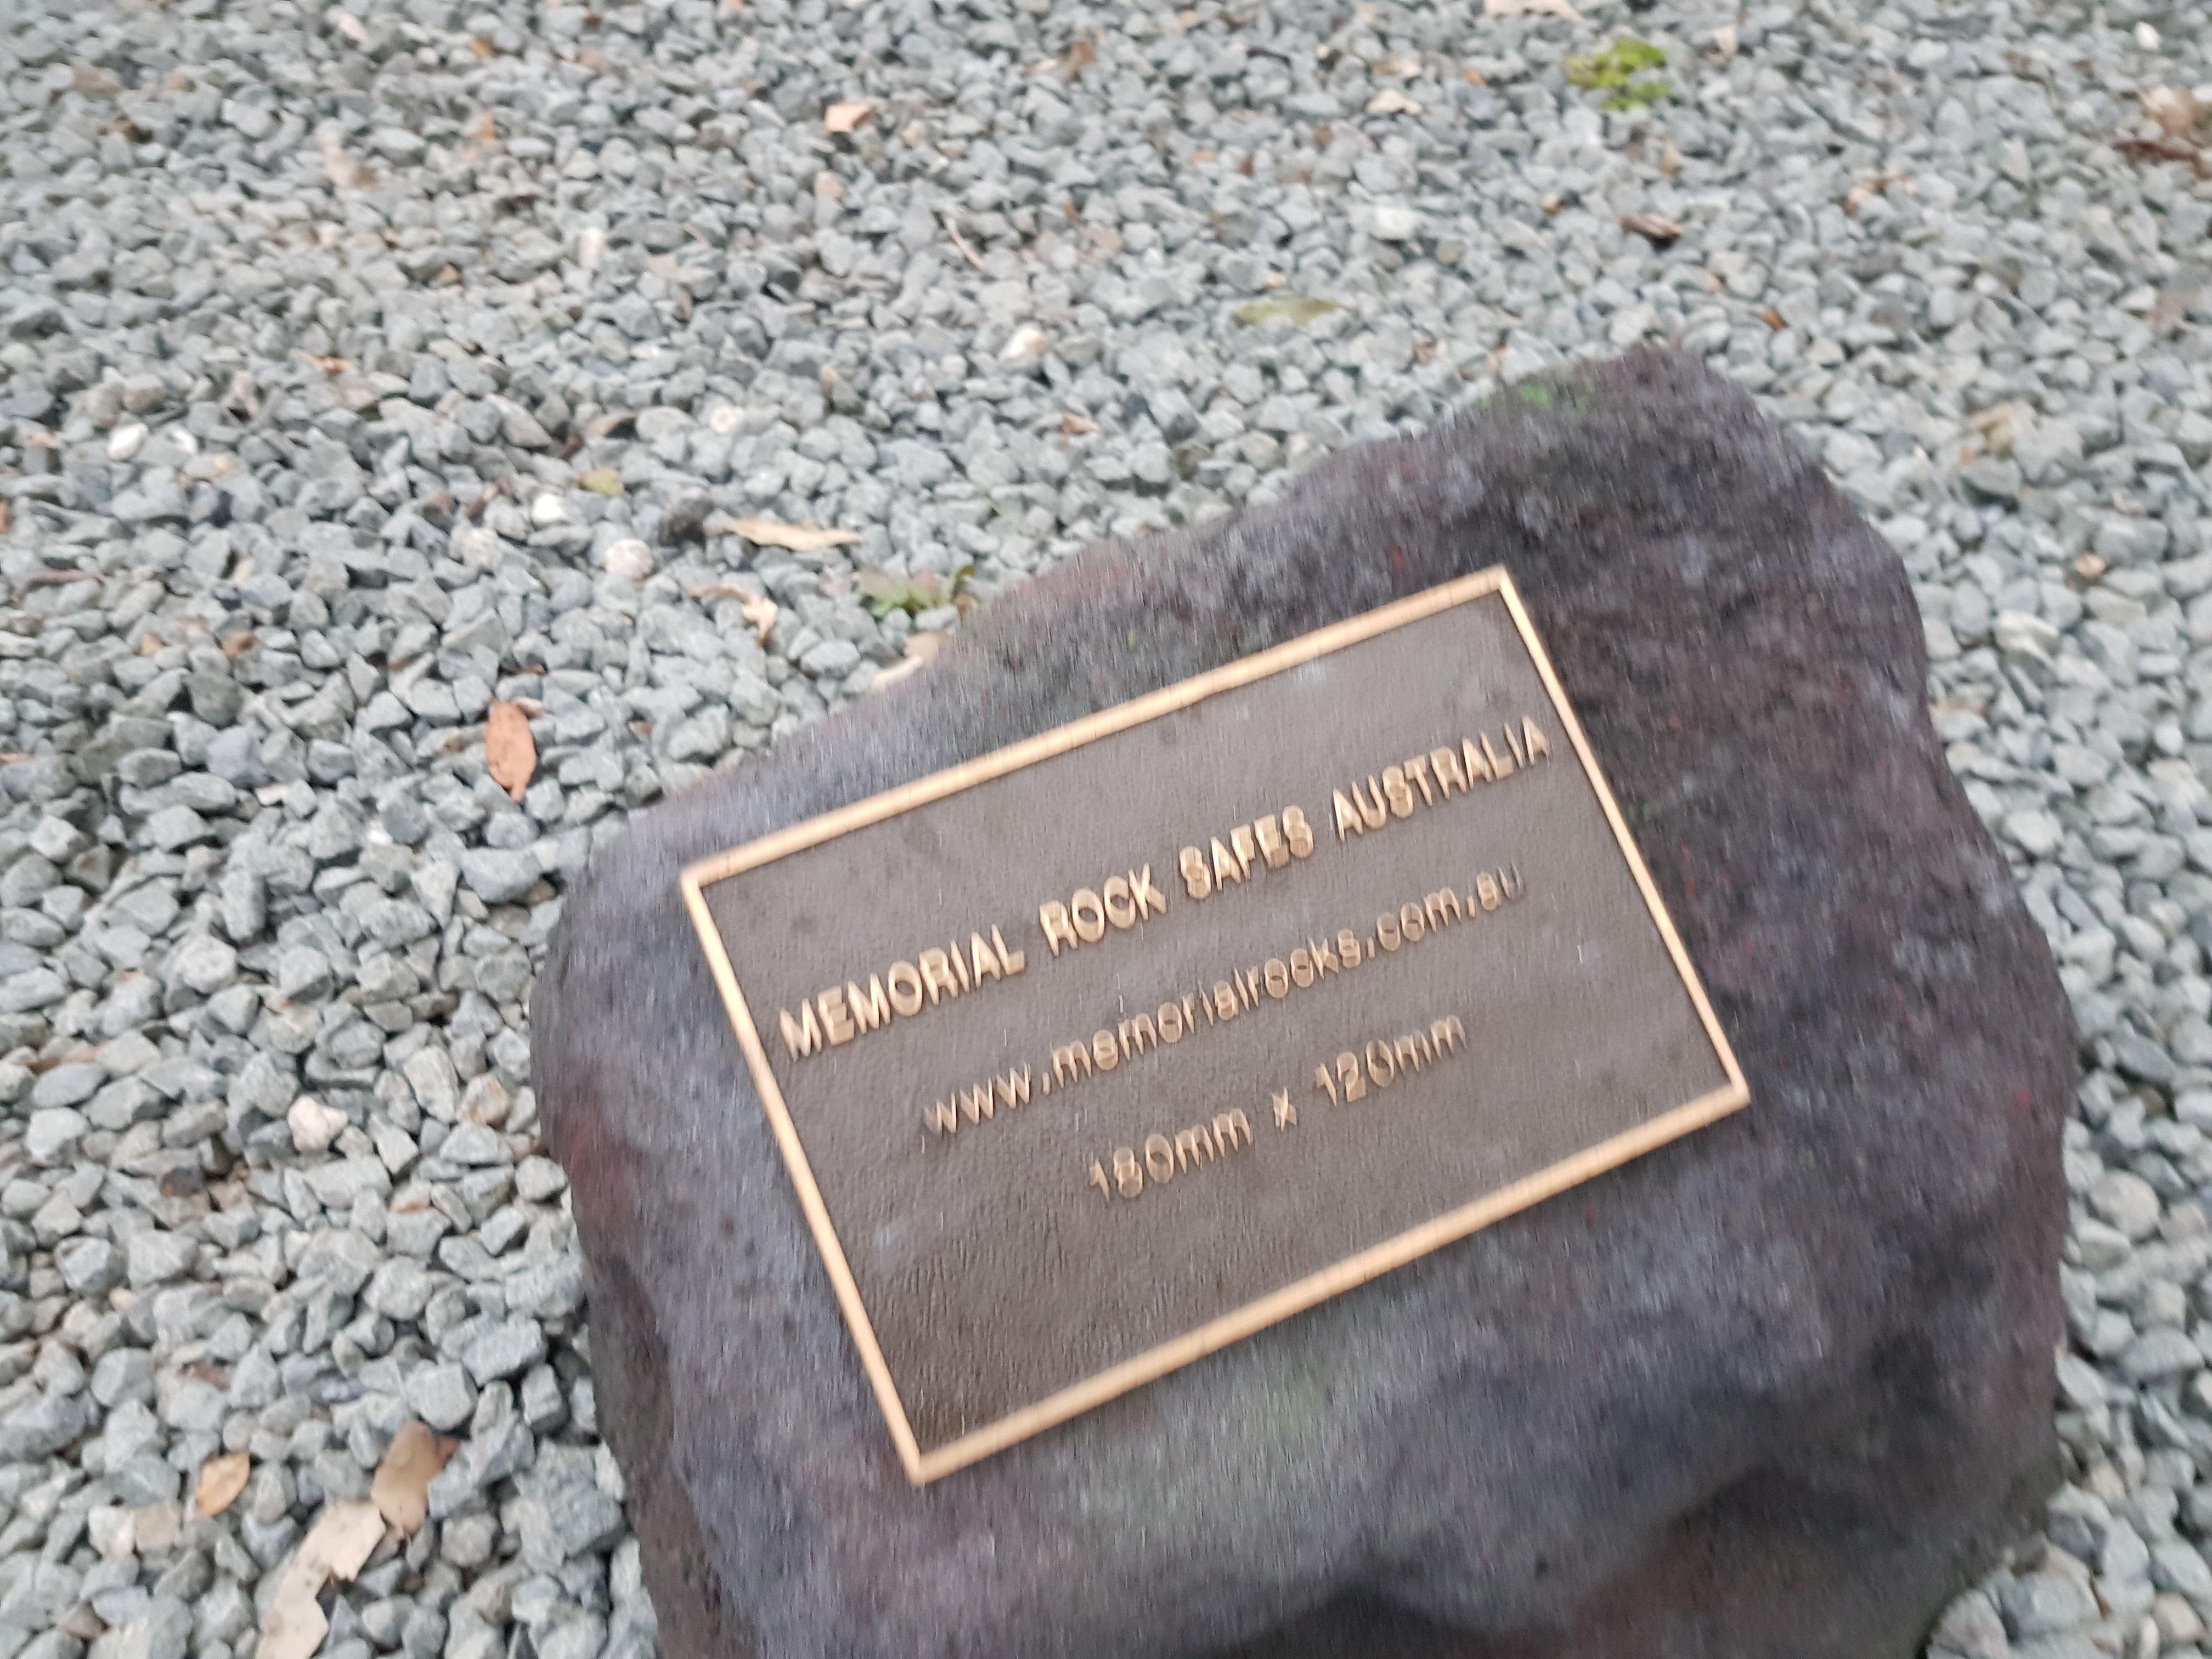 MEMORIAL ROCK SAFES AUSTRALIA
www.memorialrocks.com.au
180mm x 120mm